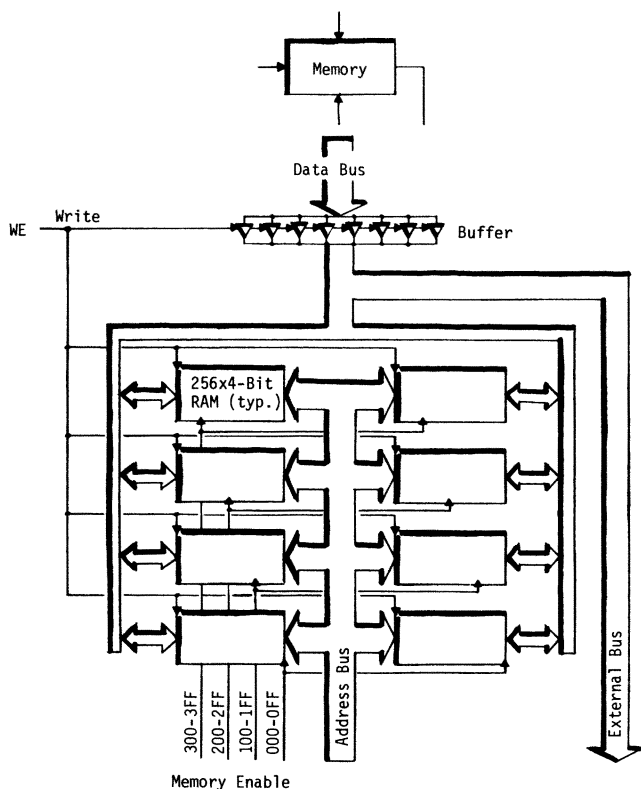 Memory
Data Bus
Write
WE
Buffer
256x4-Bit
RAM (typ.)
300-3FF
200-2FF
100-1FF
000-0FF
Address Bus
External Bus
Memory Enable